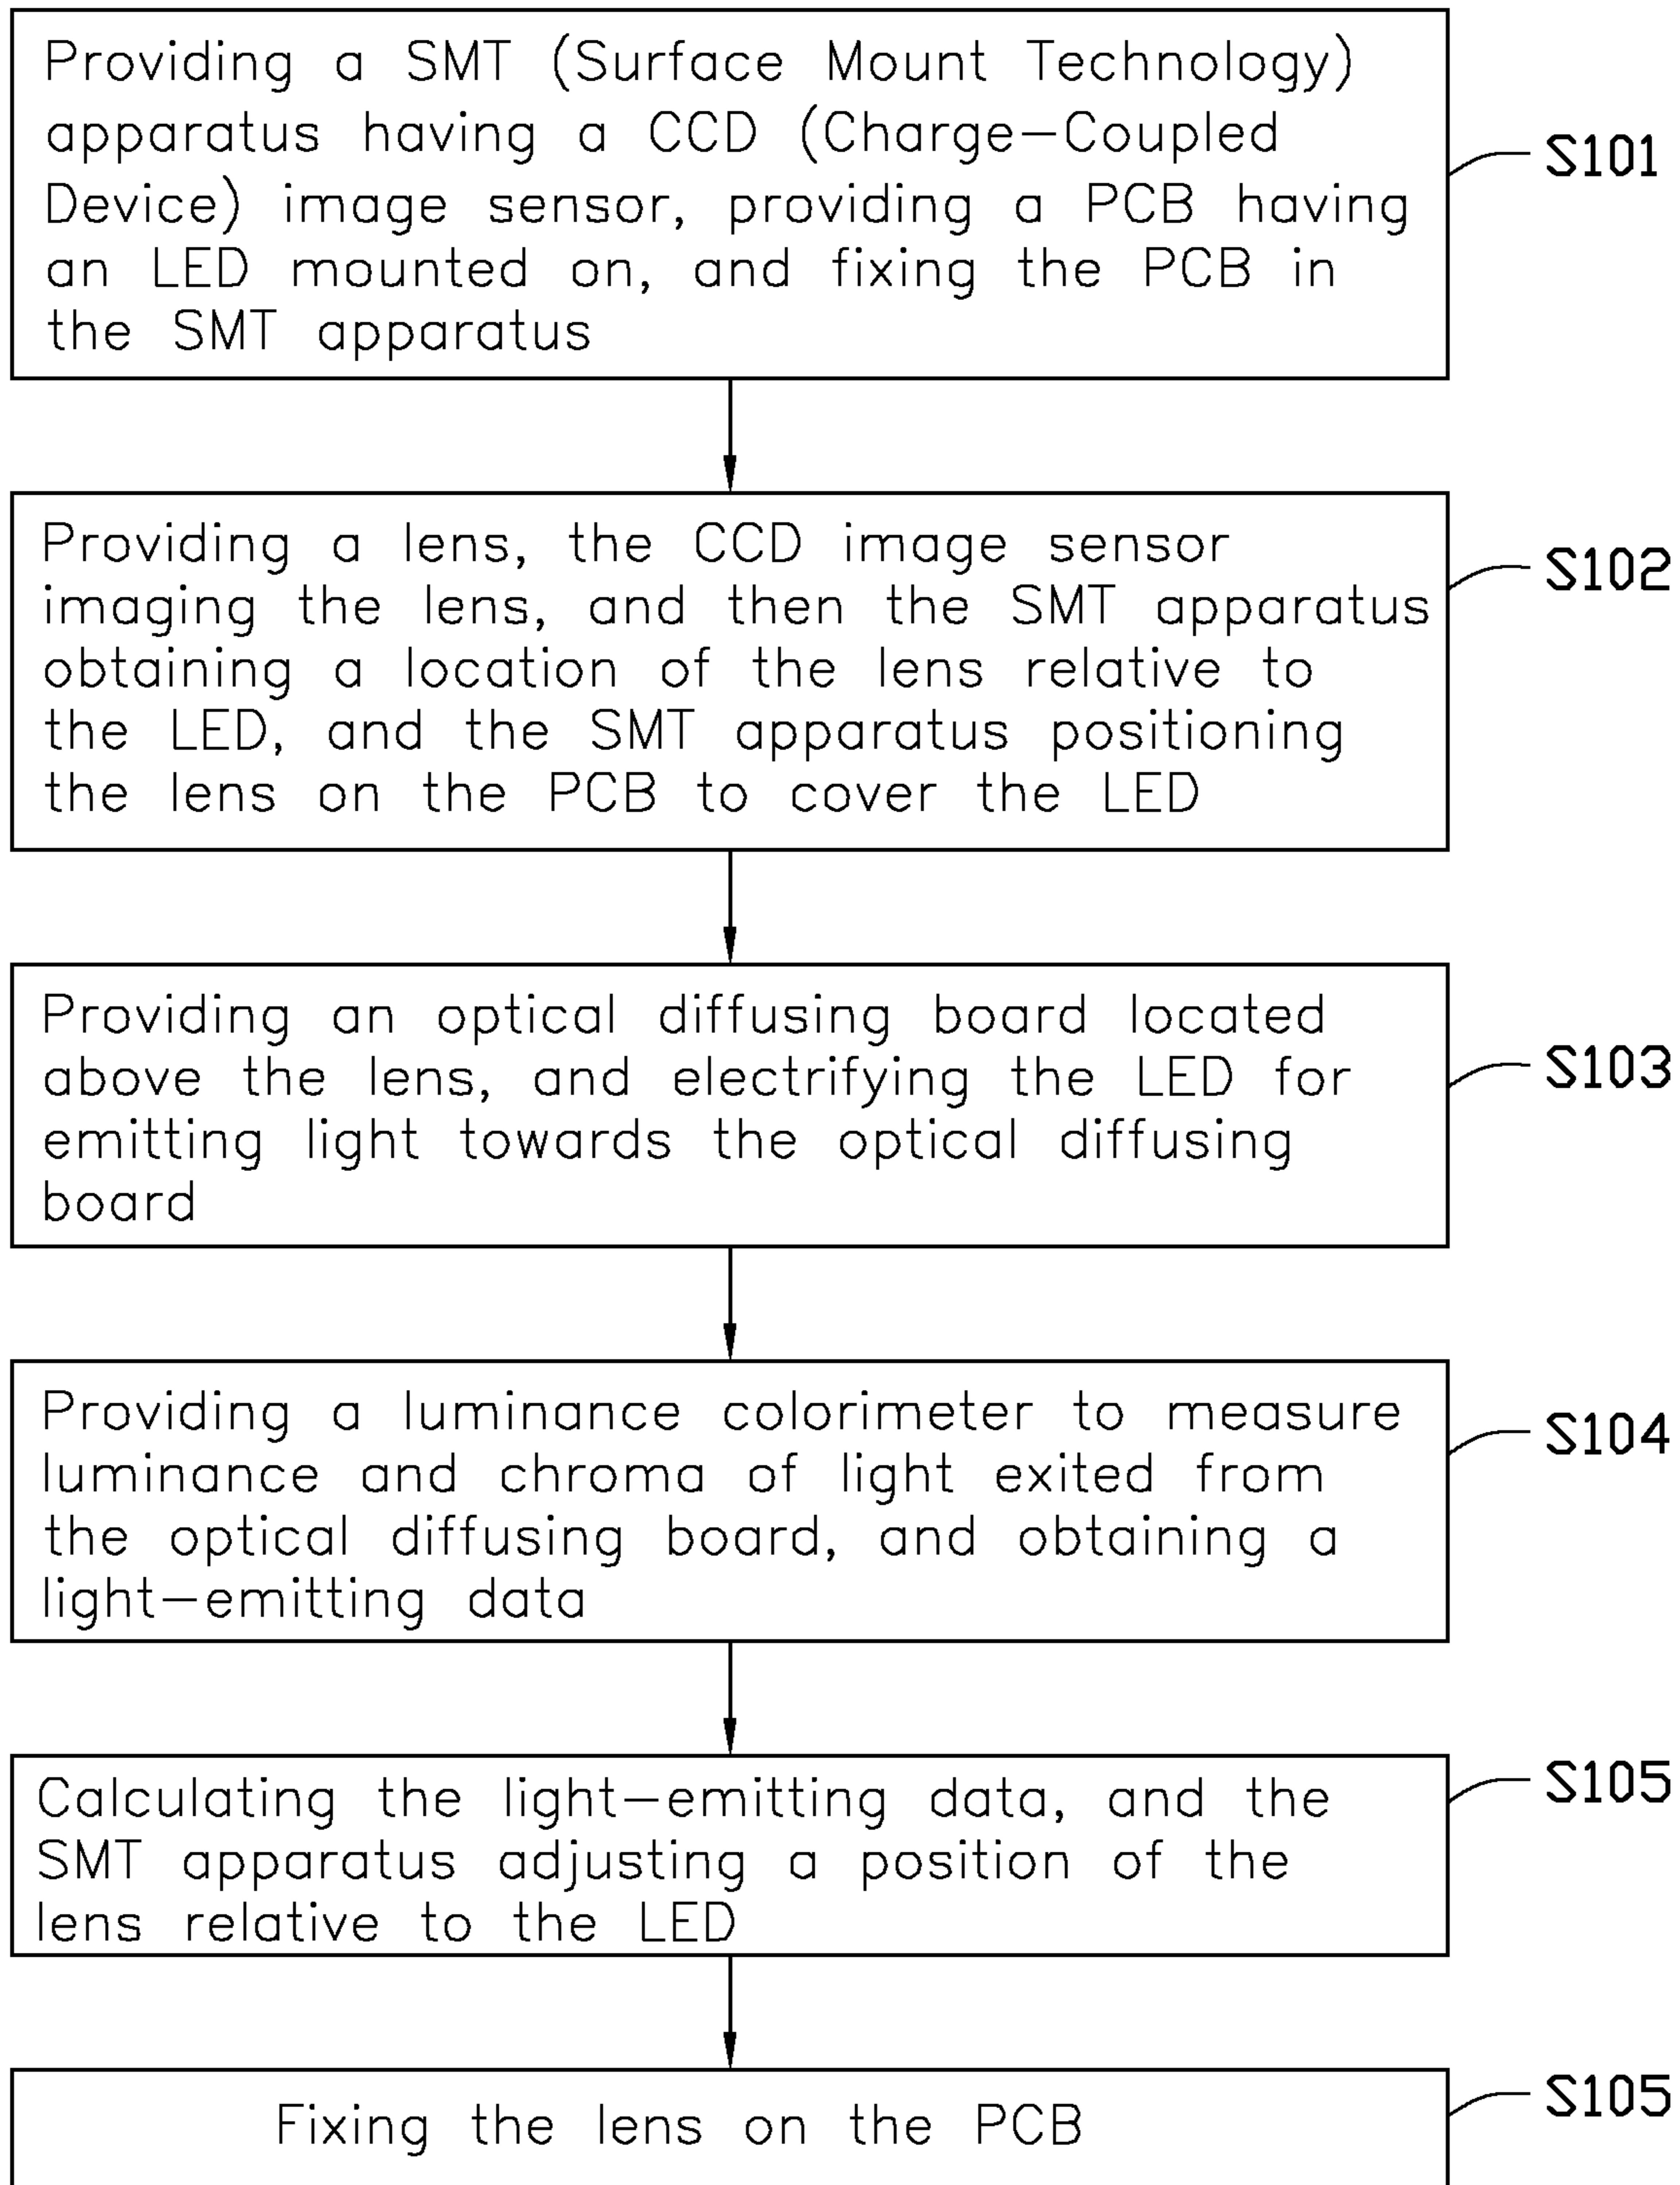 Providing a SMT (Surface Mount Technology)
apparatus having a CCD (Charge-Coupled
Device) image sensor, providing a PCB having
an LED mounted on, and fixing the PCB in
the SMT apparatus
S101
Providing a lens, the CCD image sensor
imaging the lens, and then the SMT apparatus
obtaining a location of the lens relative to
the LED, and the SMT apparatus positioning
the lens on the PCB to cover the LED
S102
Providing an optical diffusing board located
above the lens, and electrifying the LED for
emitting light towards the optical diffusing
board
S103
Providing a luminance colorimeter to measure
luminance and chroma of light exited from
the optical diffusing board, and obtaining a
light-emitting data
S104
Calculating the light-emitting data, and the
SMT apparatus adjusting a position of the
lens relative to the LED
S105
Fixing the lens on the PCB
S105